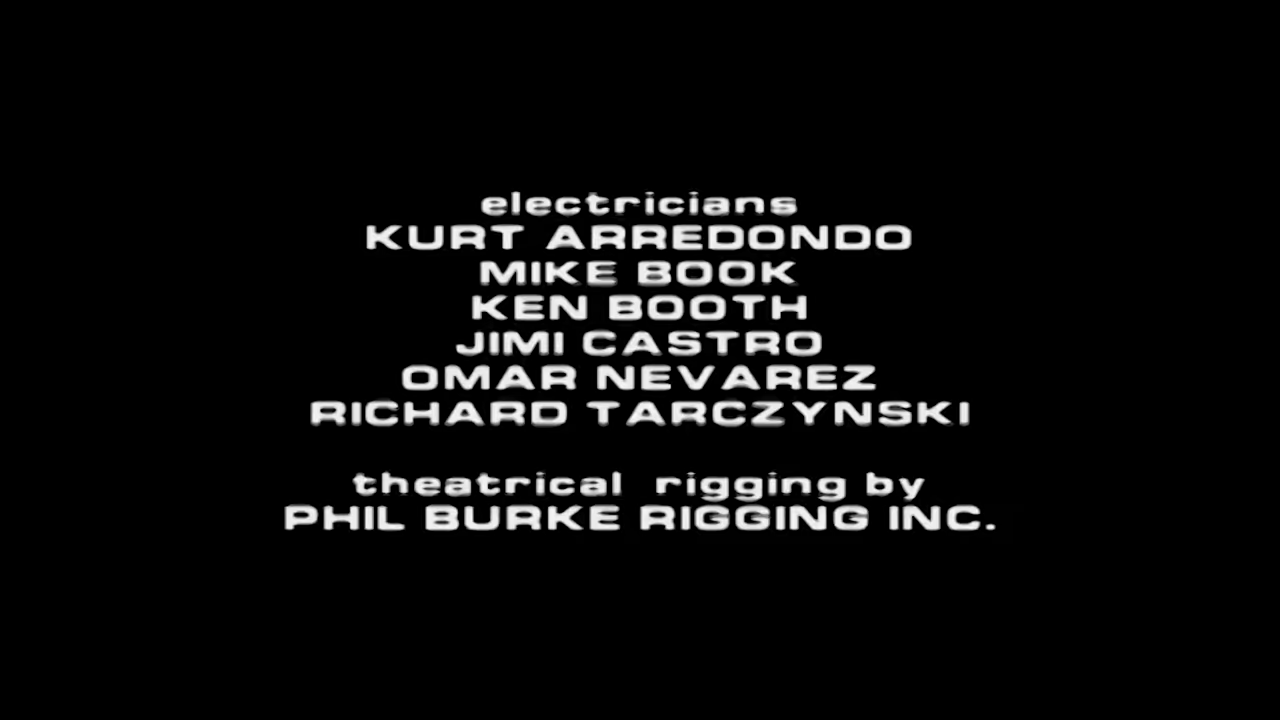 electricians
KURT ARREDONDO
MIKE BOOK
KEN BOOTH
JIMI CASTRO
OMAR NEVAREZ
RICHARD TARCZYNSKI
theatrical rigging by
PHIL BURKE RIGGING INC.